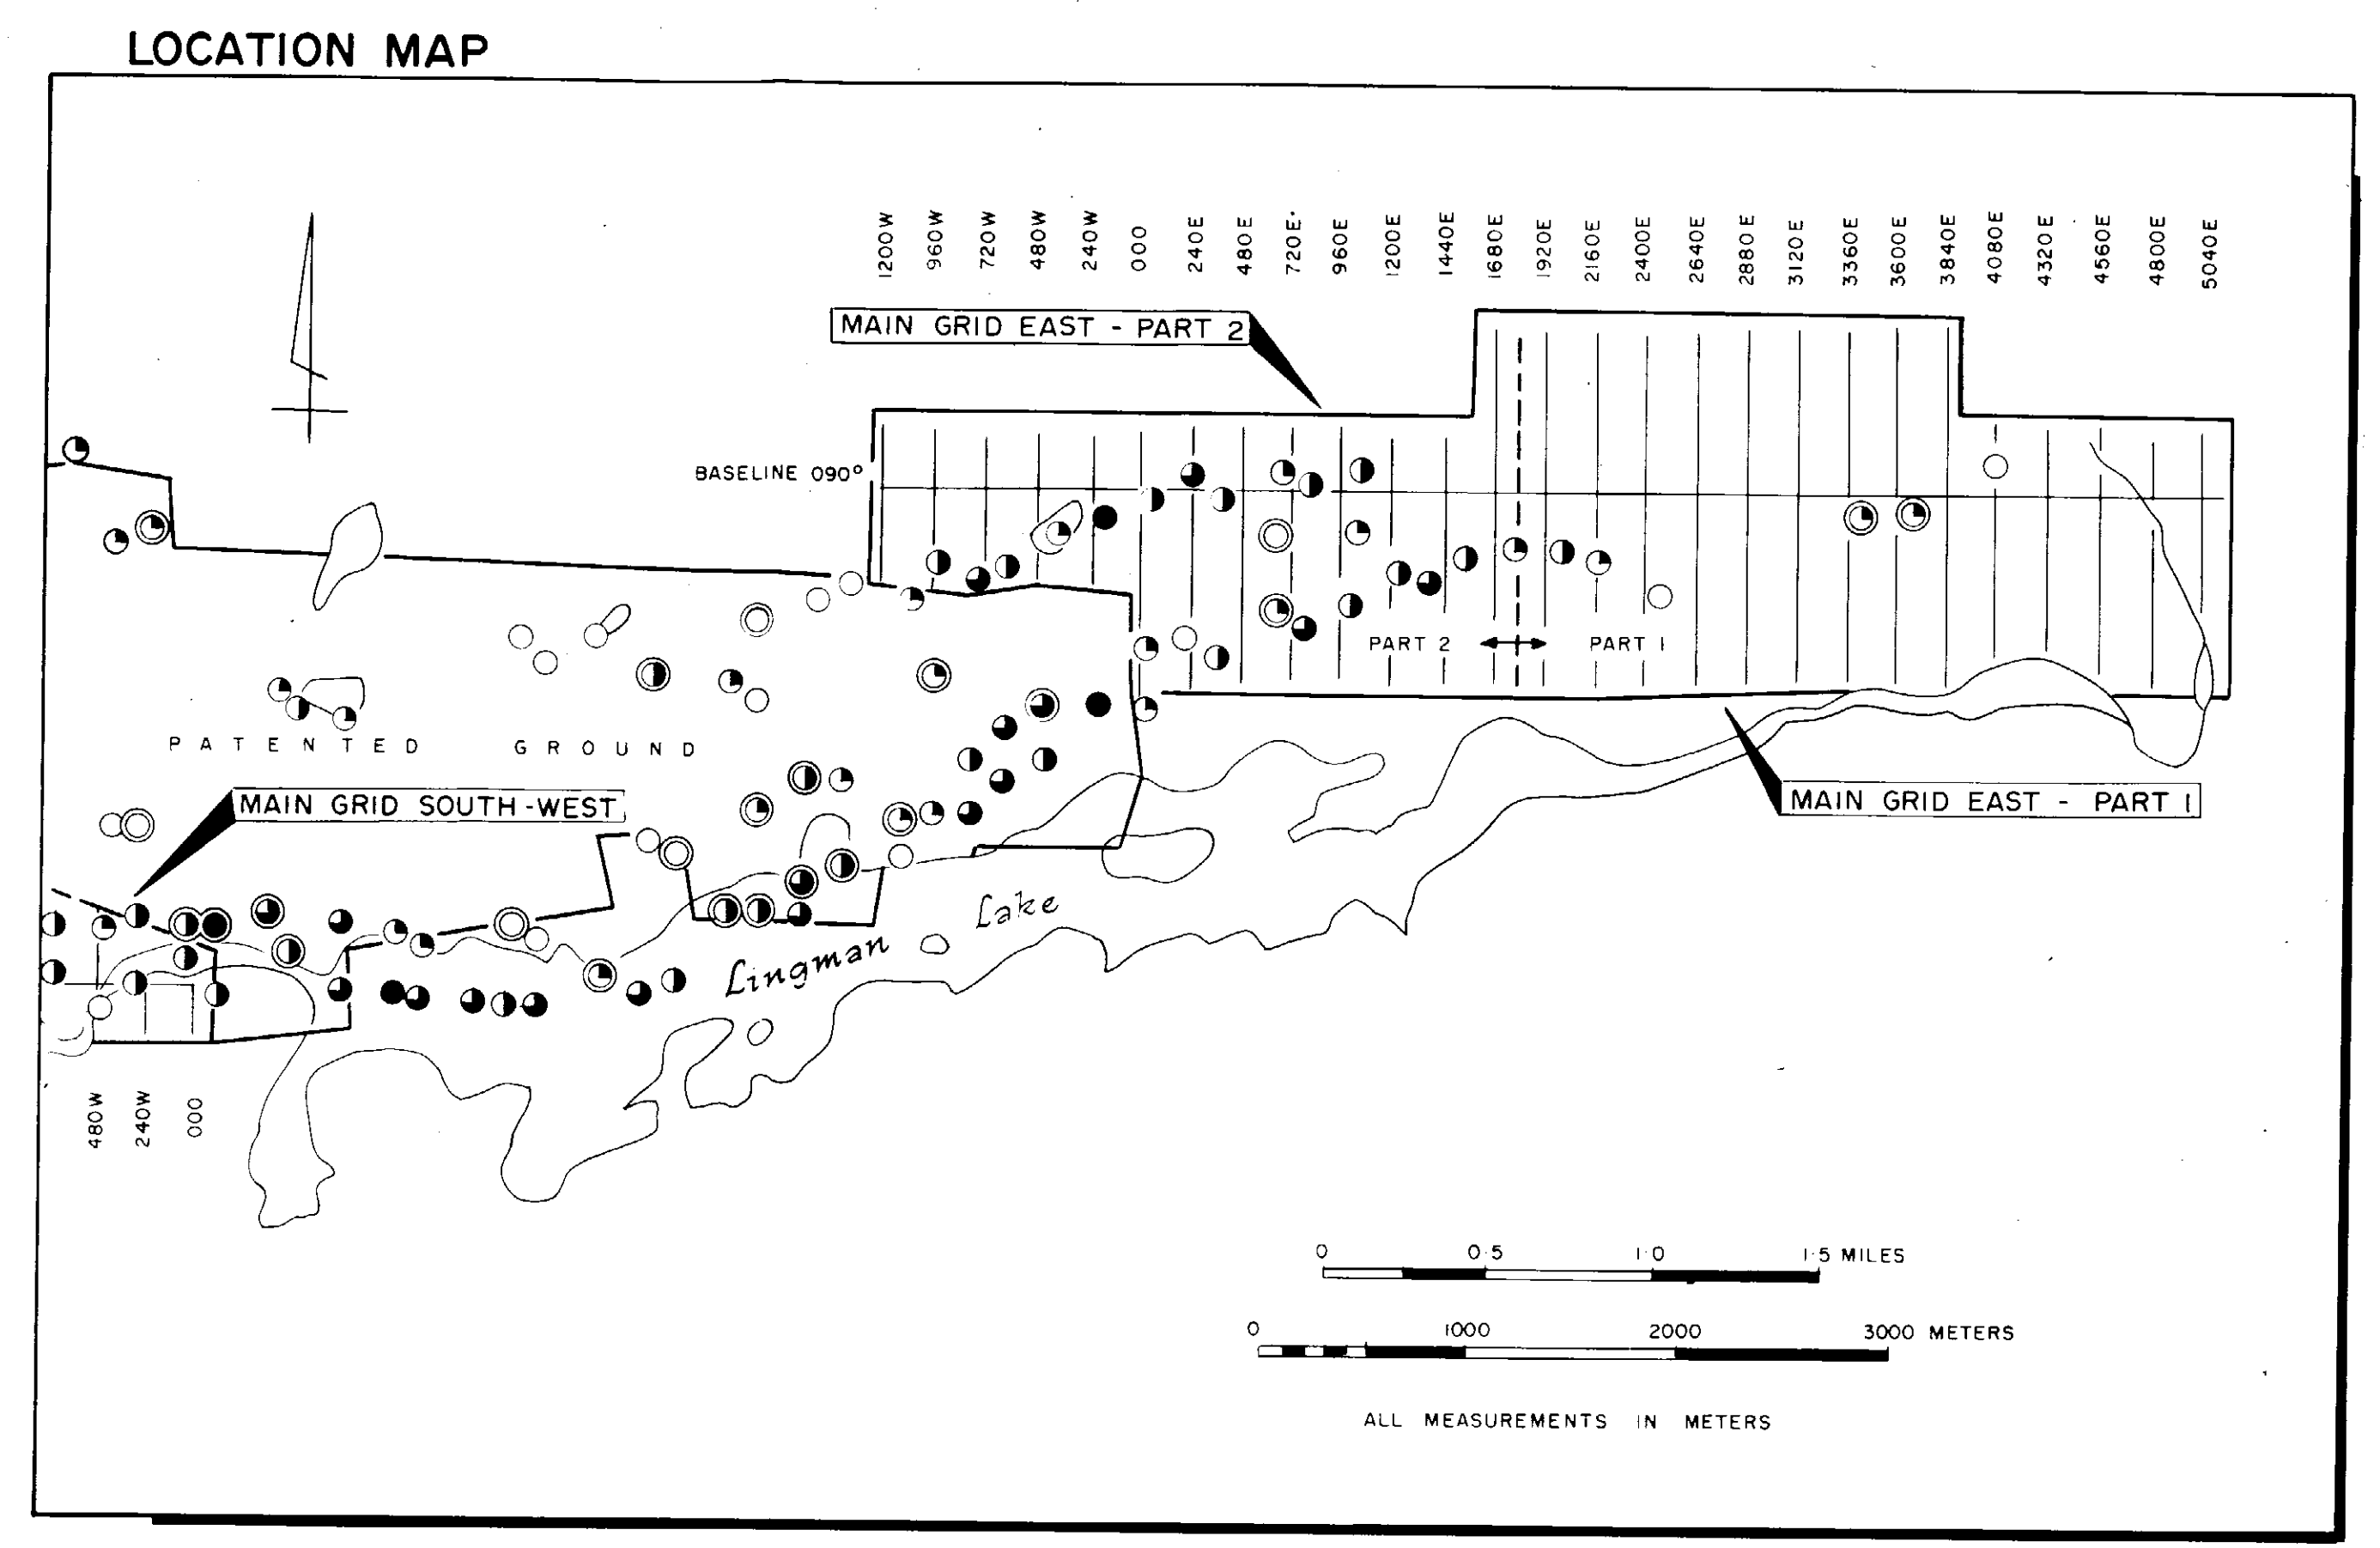 LOCATION MAP
1200W 960W 720W 480W 240W 000 240E 480E 720E 960E 1200E 1440E 1680E 1920E 2160E 2400E 2640E 2880E 3120E 3360E 3600E 3840E 4080E 4320E 4560E 4800E 5040E
MAIN GRID EAST - PART 2
BASELINE 090°
PART 2 PART 1
PATENTED GROUND
MAIN GRID SOUTH-WEST
MAIN GRID EAST - PART 1
Lingman Lake
480W 240W 000
0 0.5 1.0 1.5 MILES
0 1000 2000 3000 METERS
ALL MEASUREMENTS IN METERS